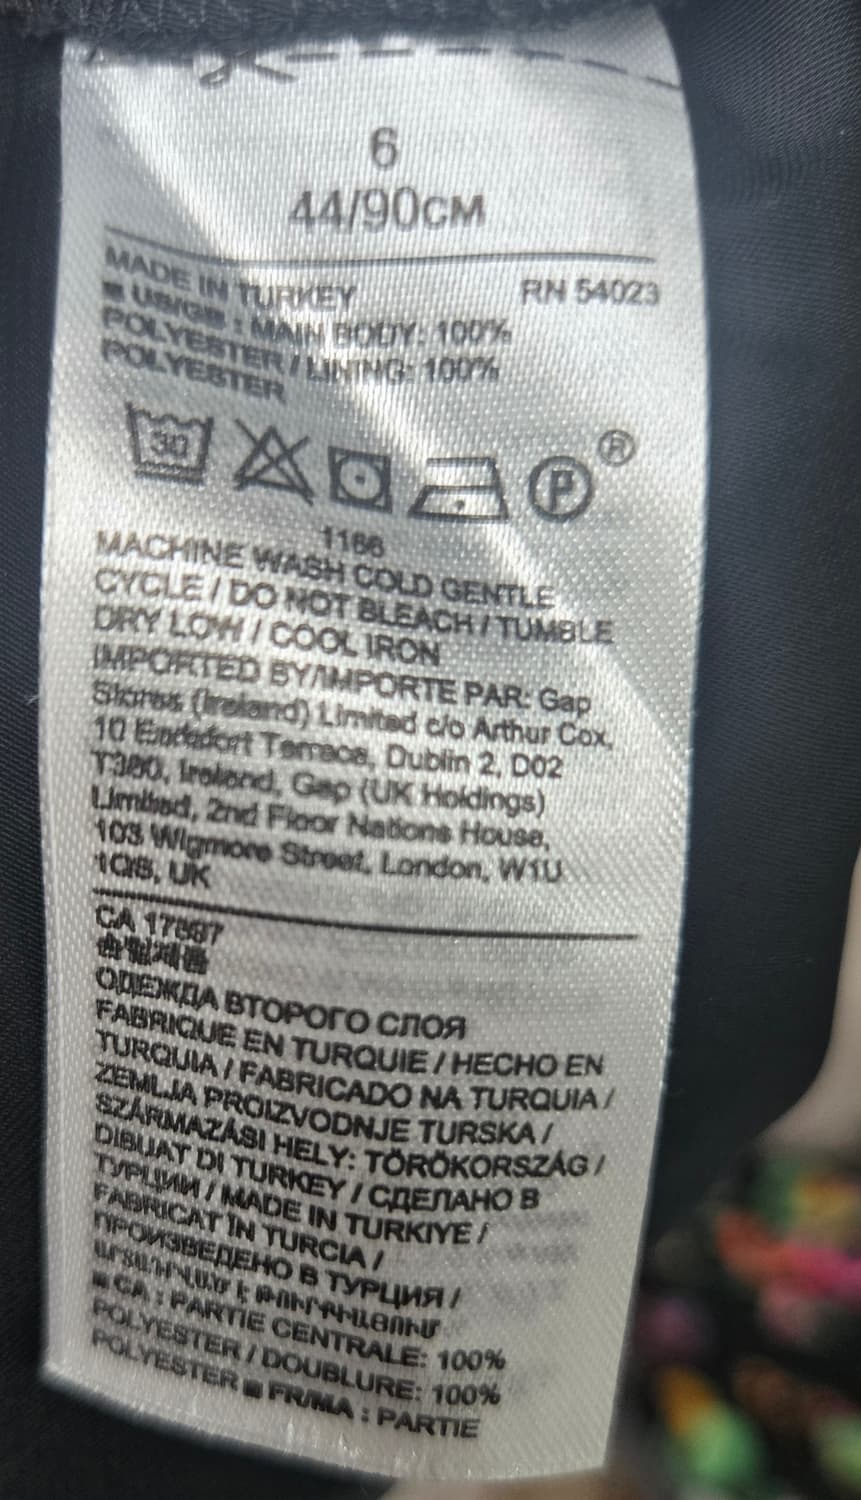 6
44/90CM
MADE IN TURKEY RN 54023
■ US/GB : MAIN BODY: 100%
POLYESTER / LINING: 100%
POLYESTER
30
P ®
1166
MACHINE WASH COLD GENTLE
CYCLE / DO NOT BLEACH / TUMBLE
DRY LOW / COOL IRON
IMPORTED BY/IMPORTE PAR: Gap
Stores (Ireland) Limited c/o Arthur Cox,
10 Earlsfort Terrace, Dublin 2, D02
T380, Ireland, Gap (UK Holdings)
Limited, 2nd Floor Nations House,
103 Wigmore Street, London, W1U
1QS, UK
CA
ОДЕЖДА ВТОРОГО СЛОЯ
FABRIQUE EN TURQUIE / HECHO EN
TURQUIA / FABRICADO NA TURQUIA /
ZEMLJA PROIZVODNJE TURSKA /
SZÁRMAZÁSI HELY: TÖRÖKORSZÁG /
DIBUAT DI TURKEY / СДЕЛАНО В
ТУРЦИИ / MADE IN TURKIYE /
FABRICAT ÎN TURCIA /
ПРОИЗВЕДЕНО В ТУРЦИЯ /
■ CA : PARTIE CENTRALE: 100%
POLYESTER / DOUBLURE: 100%
POLYESTER ■ FR/MA : PARTIE